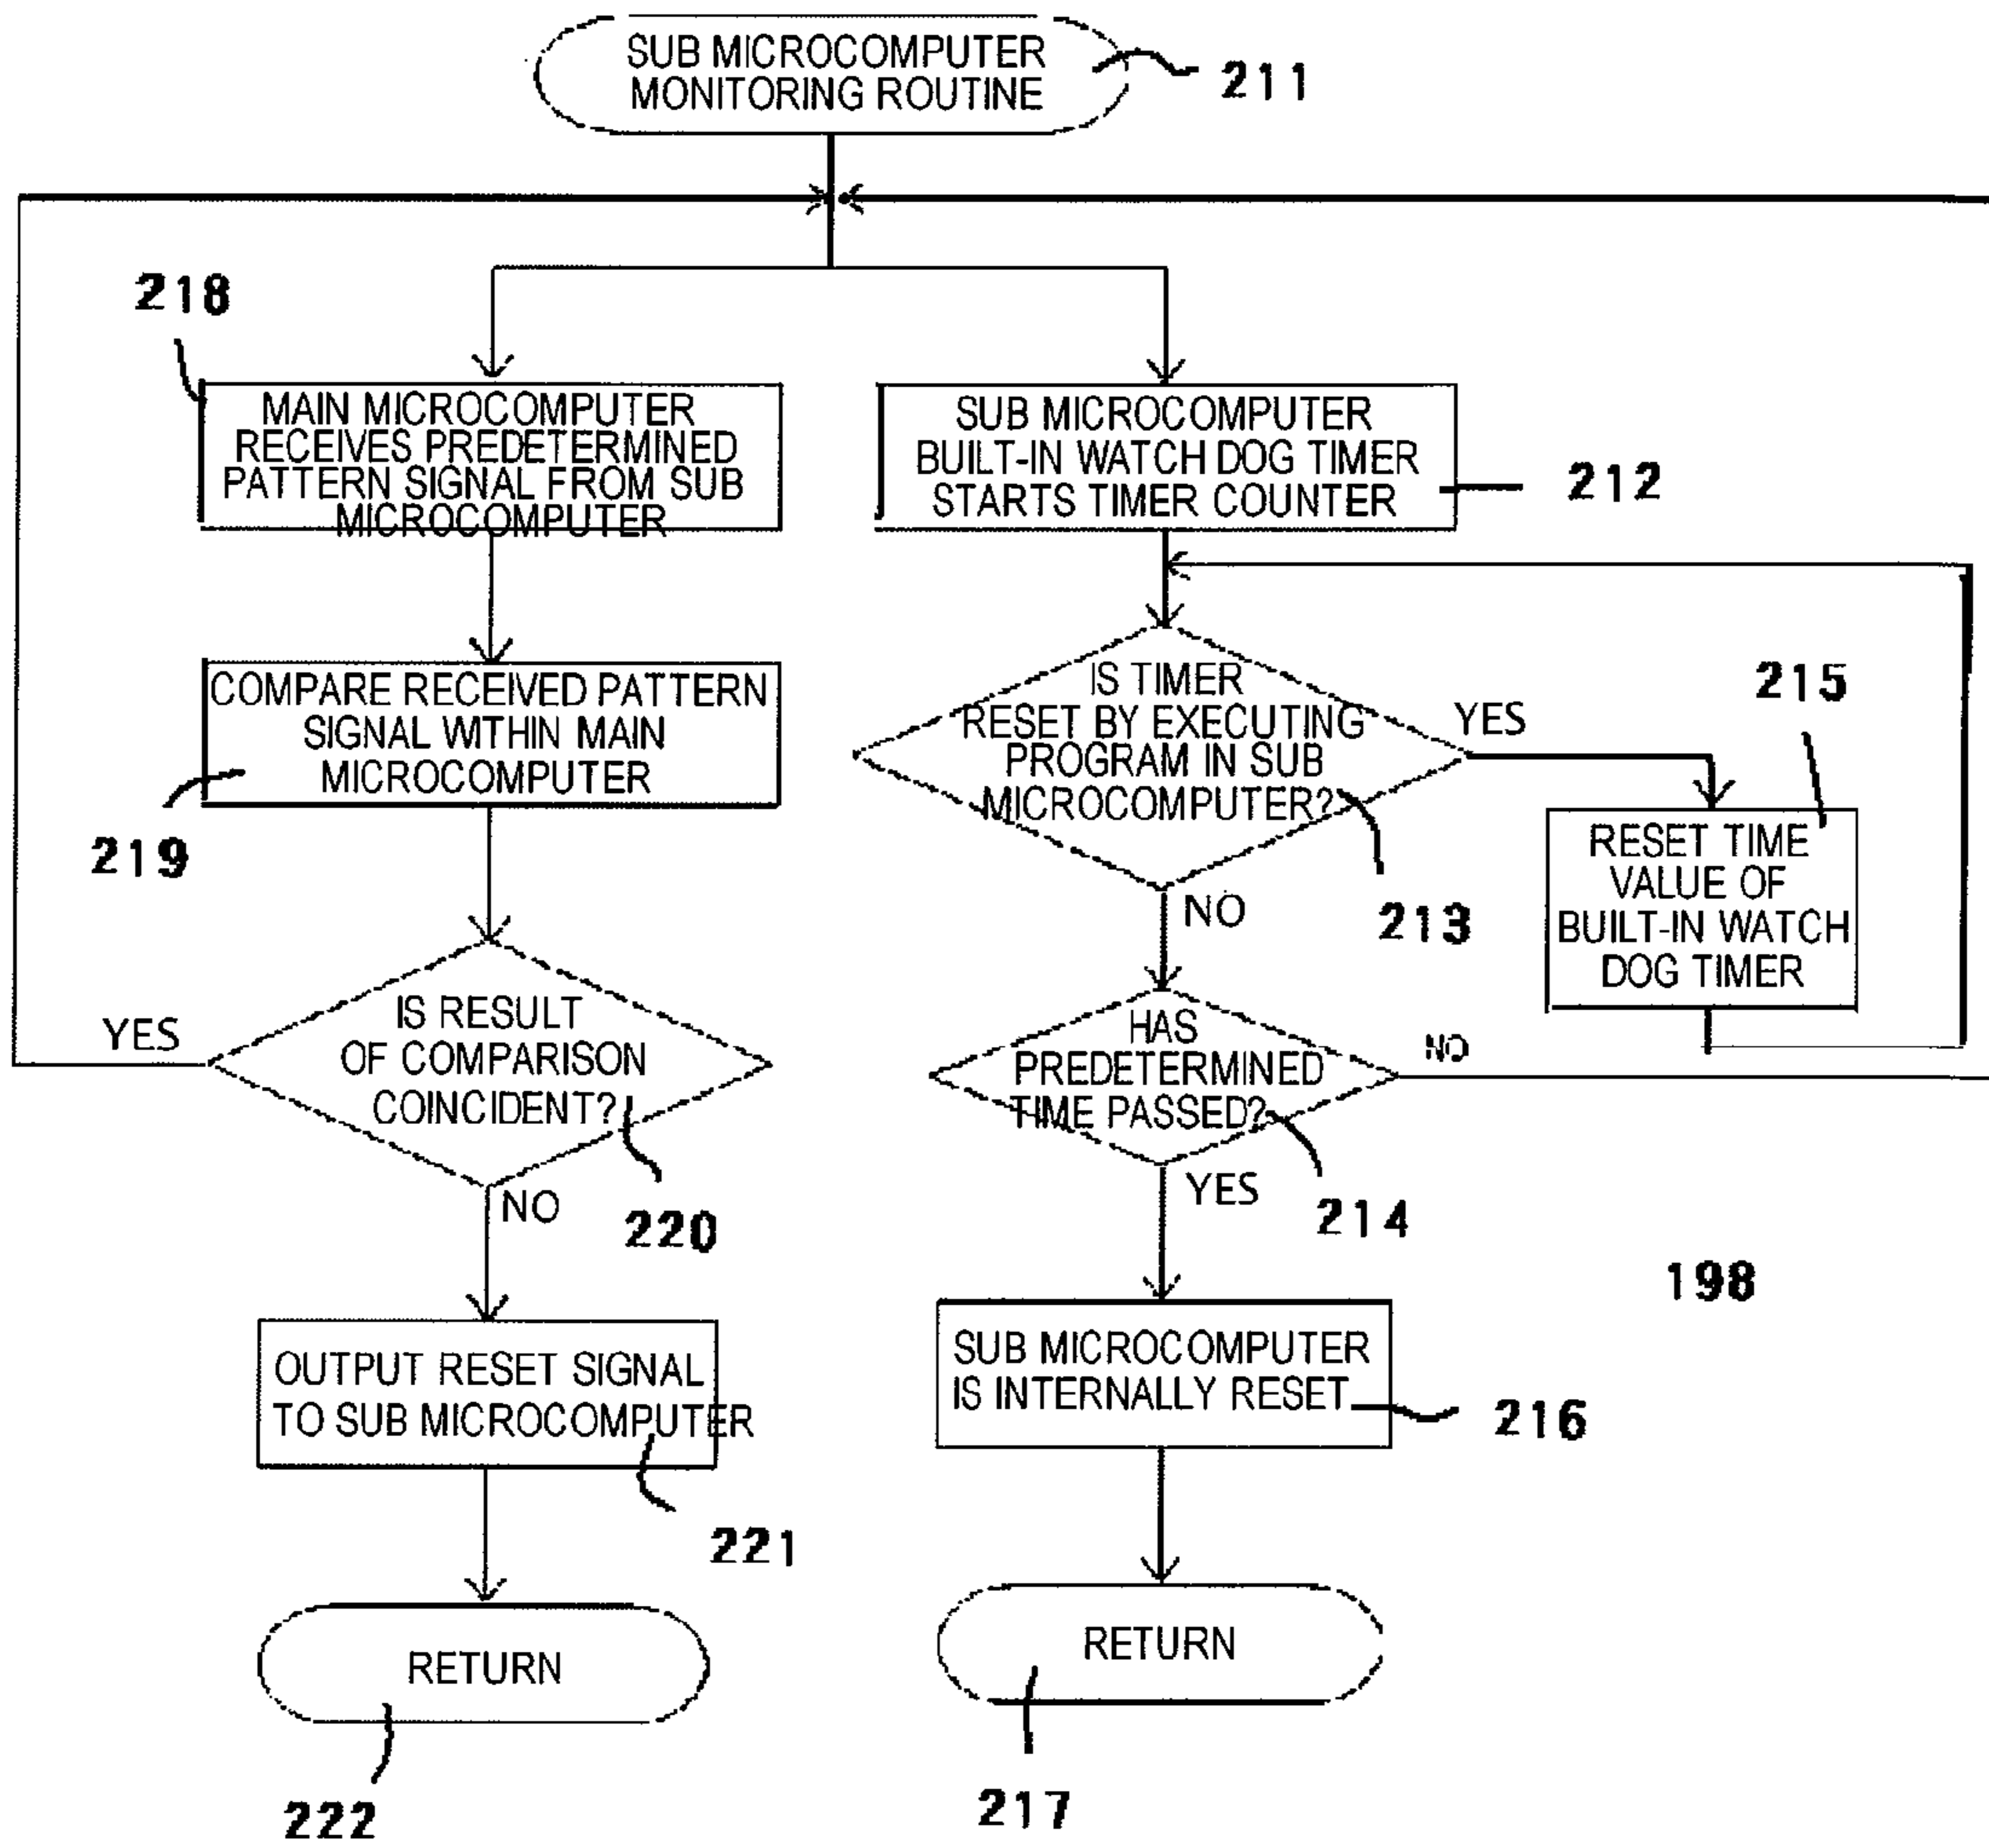 SUB MICROCOMPUTER
MONITORING ROUTINE
211
218
MAIN MICROCOMPUTER
RECEIVES PREDETERMINED
PATTERN SIGNAL FROM SUB
MICROCOMPUTER
SUB MICROCOMPUTER
BUILT-IN WATCH DOG TIMER
STARTS TIMER COUNTER
212
COMPARE RECEIVED PATTERN
SIGNAL WITHIN MAIN
MICROCOMPUTER
219
IS TIMER
RESET BY EXECUTING
PROGRAM IN SUB
MICROCOMPUTER?
YES
215
213
NO
RESET TIME
VALUE OF
BUILT-IN WATCH
DOG TIMER
YES
IS RESULT
OF COMPARISON
COINCIDENT?
220
NO
HAS
PREDETERMINED
TIME PASSED?
NO
YES
214
198
OUTPUT RESET SIGNAL
TO SUB MICROCOMPUTER
221
SUB MICROCOMPUTER
IS INTERNALLY RESET
216
RETURN
222
RETURN
217